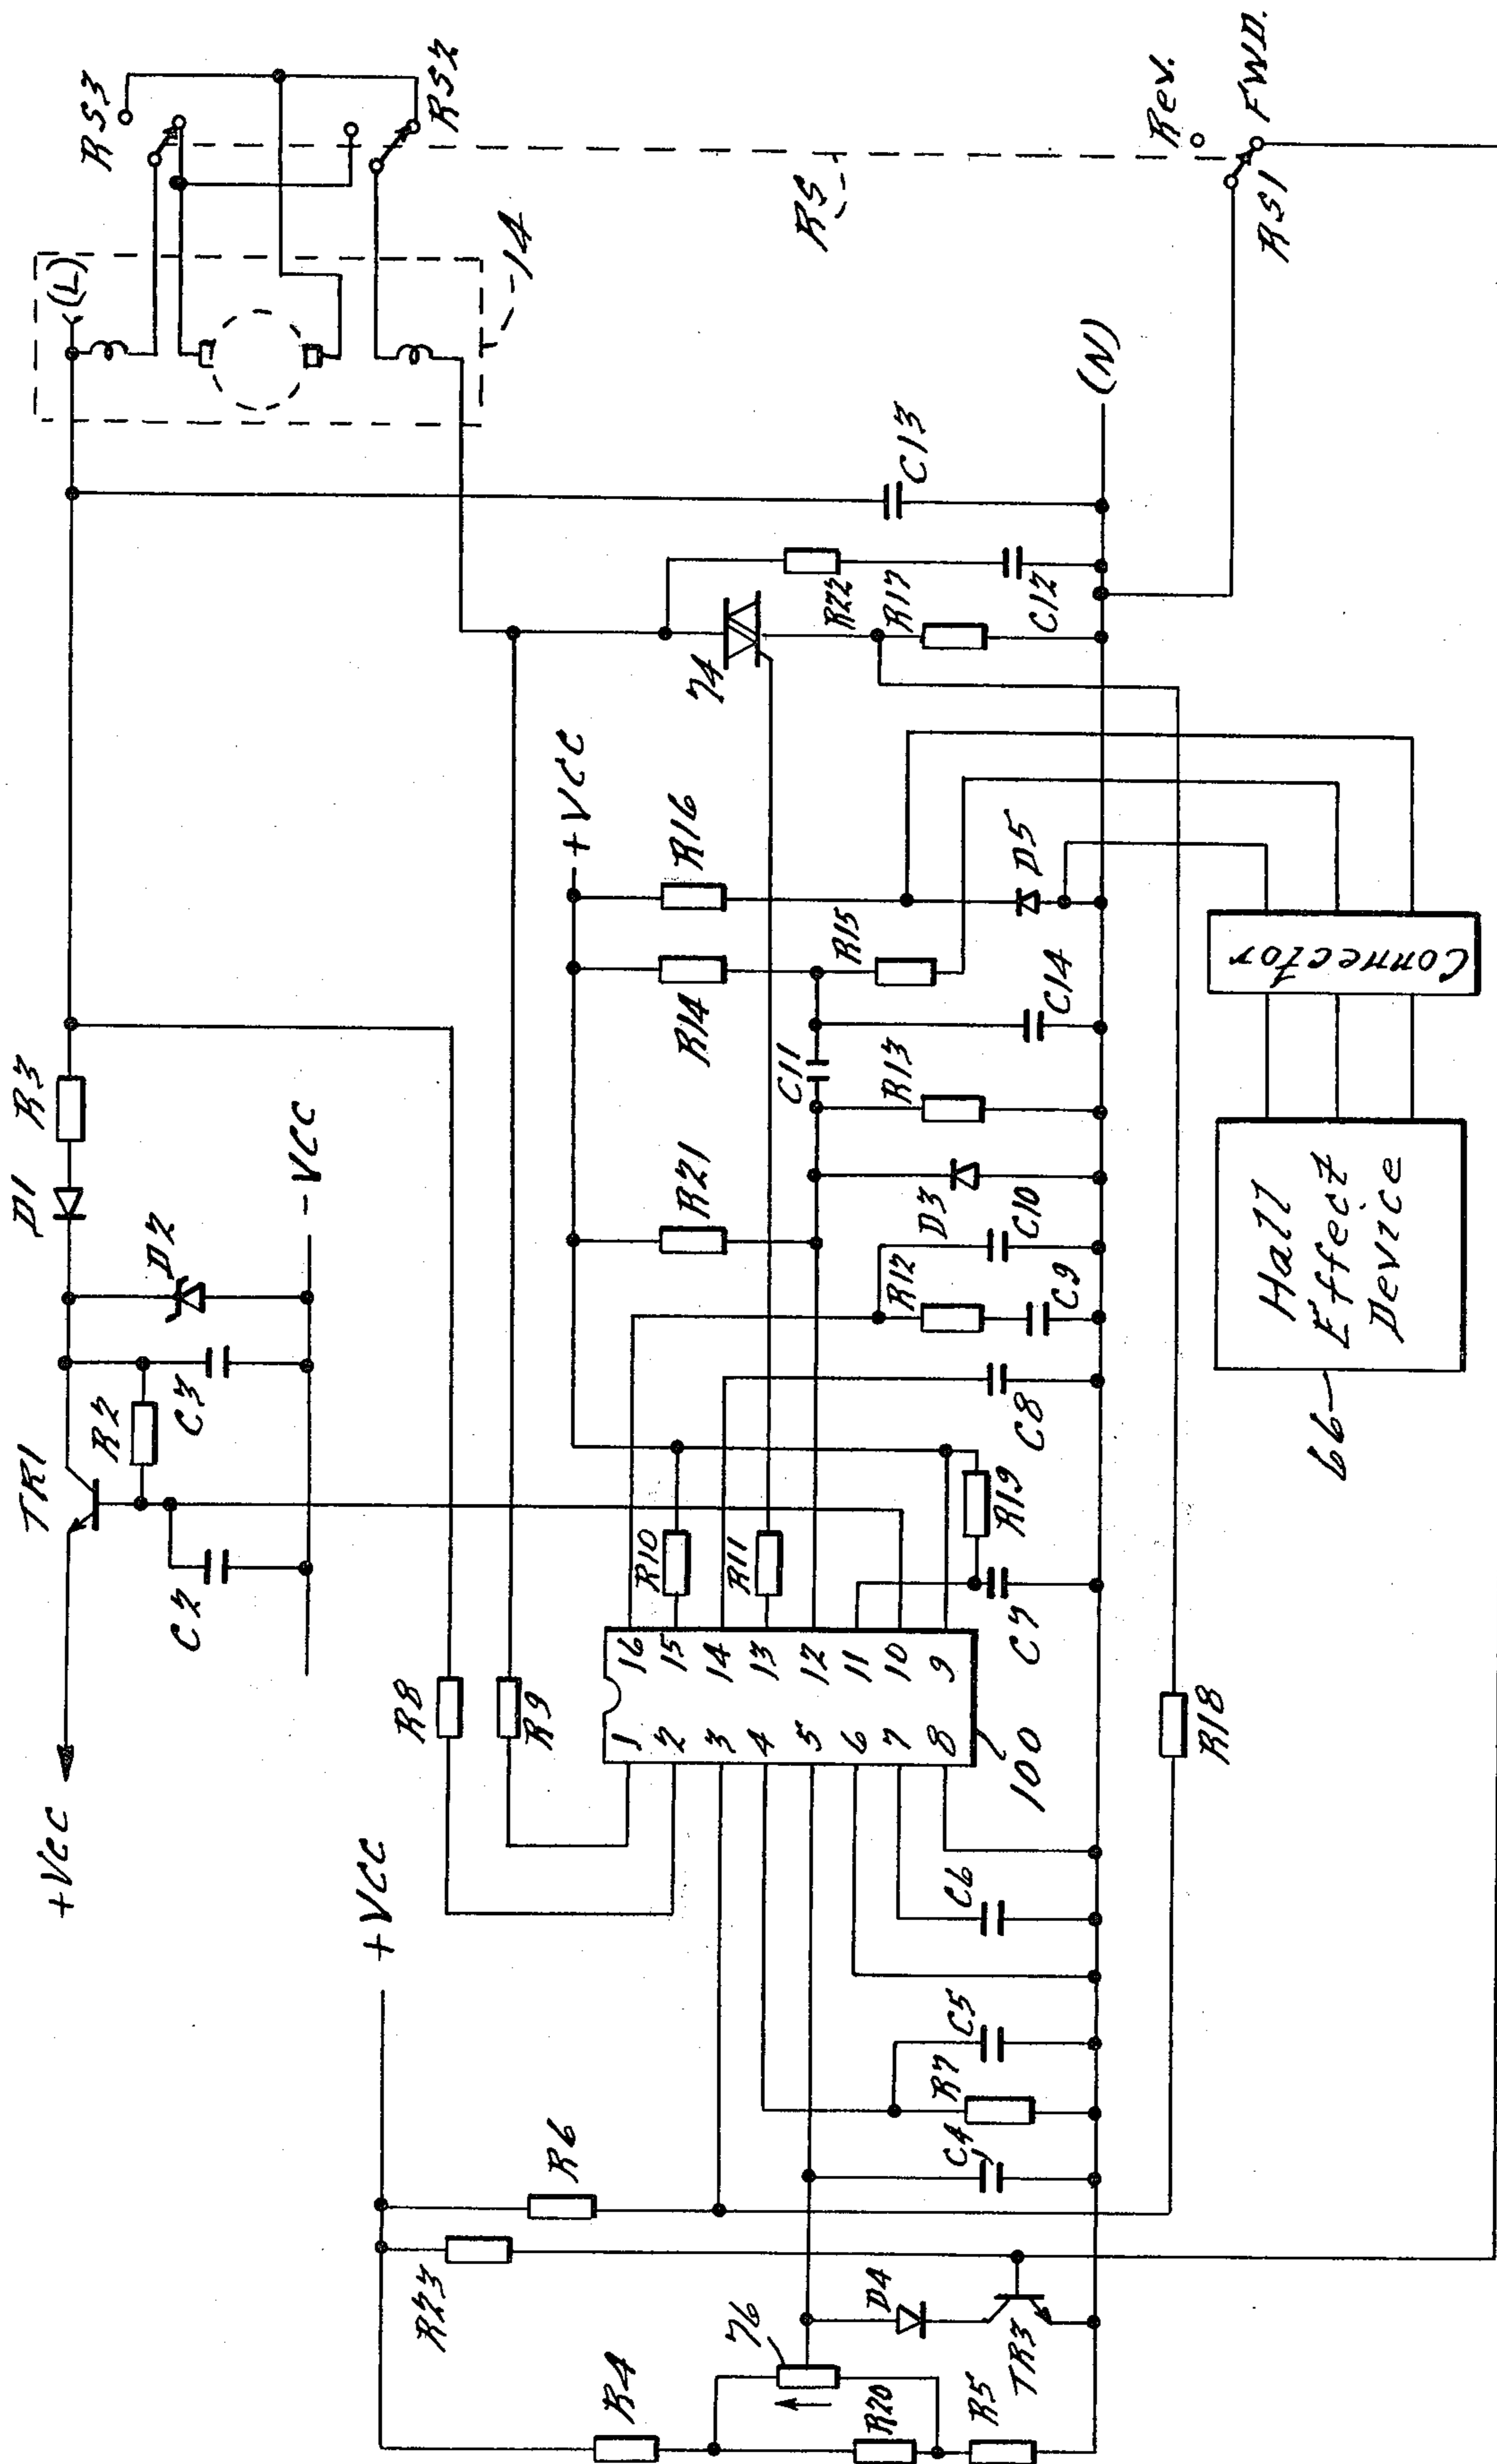 RS3
RS2
(L)
14
RS
Rev.
FWD.
RS1
(N)
C13
R22
C12
R17
74
+VCC
R16
D5
R15
R14
C14
C11
R13
R21
D3
C10
R12
C9
C8
Connector
Hall
Effect
Device
66
R3
D1
D2
-VCC
C3
R2
TR1
C2
+Vcc
R8
R9
R10
R11
R19
C7
16
15
14
13
12
11
10
9
1
2
3
4
5
6
7
8
100
R18
+VCC
C6
C5
R7
C4
R6
R23
D4
TR3
76
R4
R20
R5